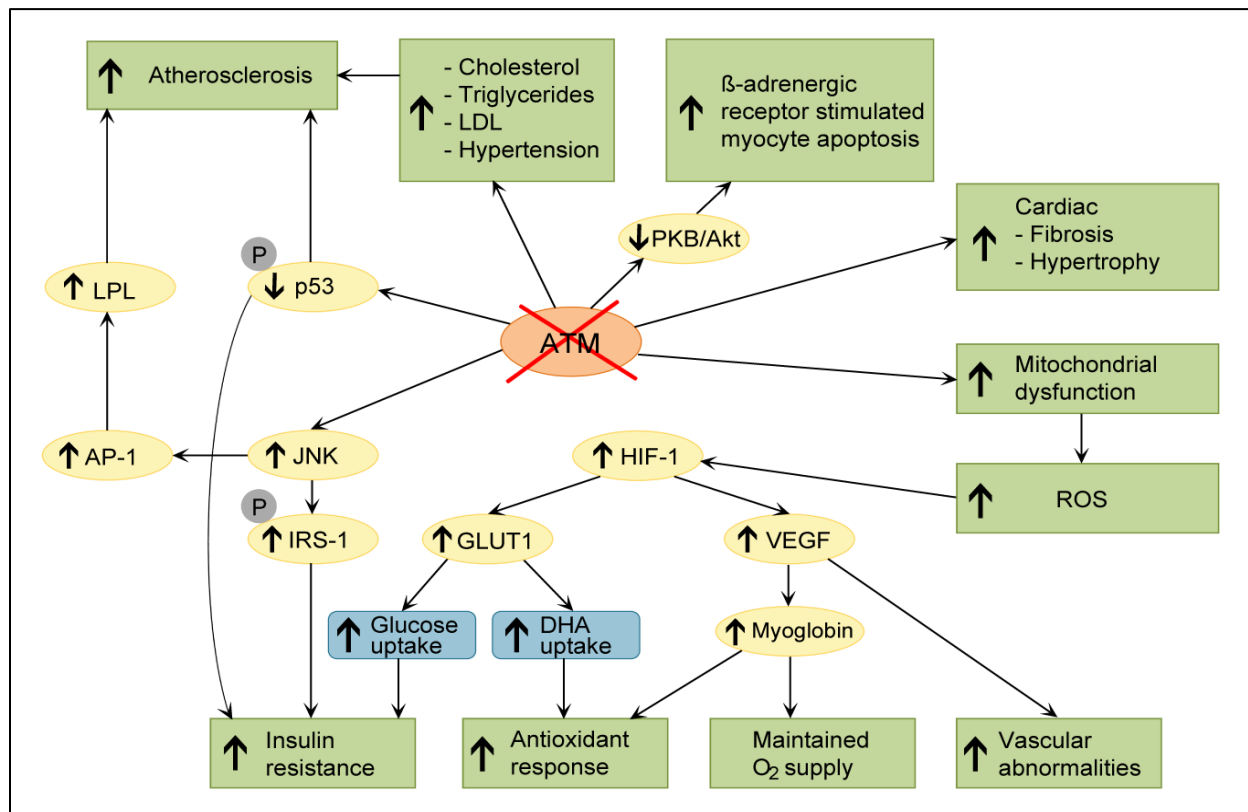 Atherosclerosis
- Cholesterol
- Triglycerides
- LDL
- Hypertension
ß-adrenergic
receptor stimulated
myocyte apoptosis
Cardiac
- Fibrosis
- Hypertrophy
PKB/Akt
P
p53
LPL
ATM
Mitochondrial
dysfunction
AP-1
JNK
HIF-1
ROS
P
IRS-1
GLUT1
VEGF
Glucose
uptake
DHA
uptake
Myoglobin
Insulin
resistance
Antioxidant
response
Maintained
O₂ supply
Vascular
abnormalities